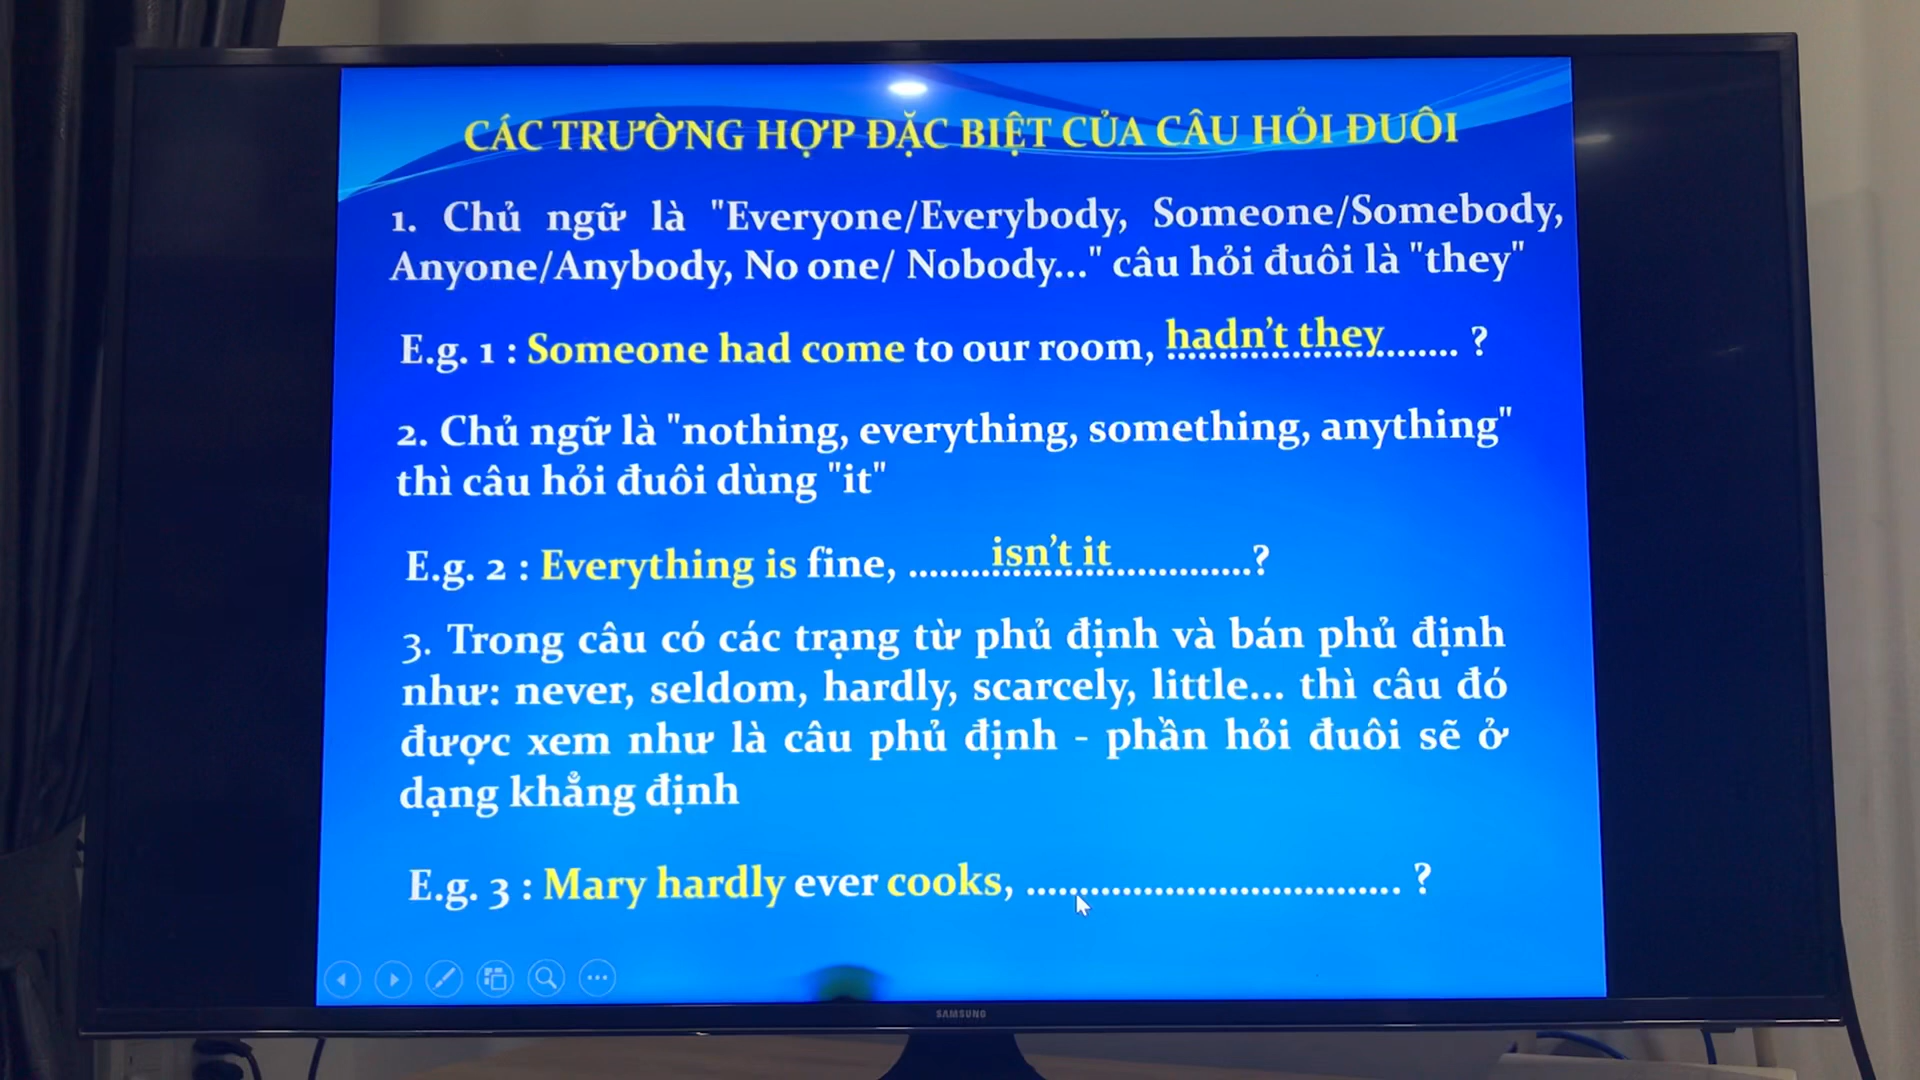 CÁC TRƯỜNG HỢP ĐẶC BIỆT CỦA CÂU HỎI ĐUÔI
1. Chủ ngữ là "Everyone/Everybody, Someone/Somebody,
Anyone/Anybody, No one/ Nobody..." câu hỏi đuôi là "they"
E.g. 1 : Someone had come to our room, hadn't they ?
2. Chủ ngữ là "nothing, everything, something, anything"
thì câu hỏi đuôi dùng "it"
E.g. 2 : Everything is fine, ........isn't it..............?
3. Trong câu có các trạng từ phủ định và bán phủ định
như: never, seldom, hardly, scarcely, little... thì câu đó
được xem như là câu phủ định - phần hỏi đuôi sẽ ở
dạng khẳng định
E.g. 3 : Mary hardly ever cooks, ................................... ?
SAMSUNG